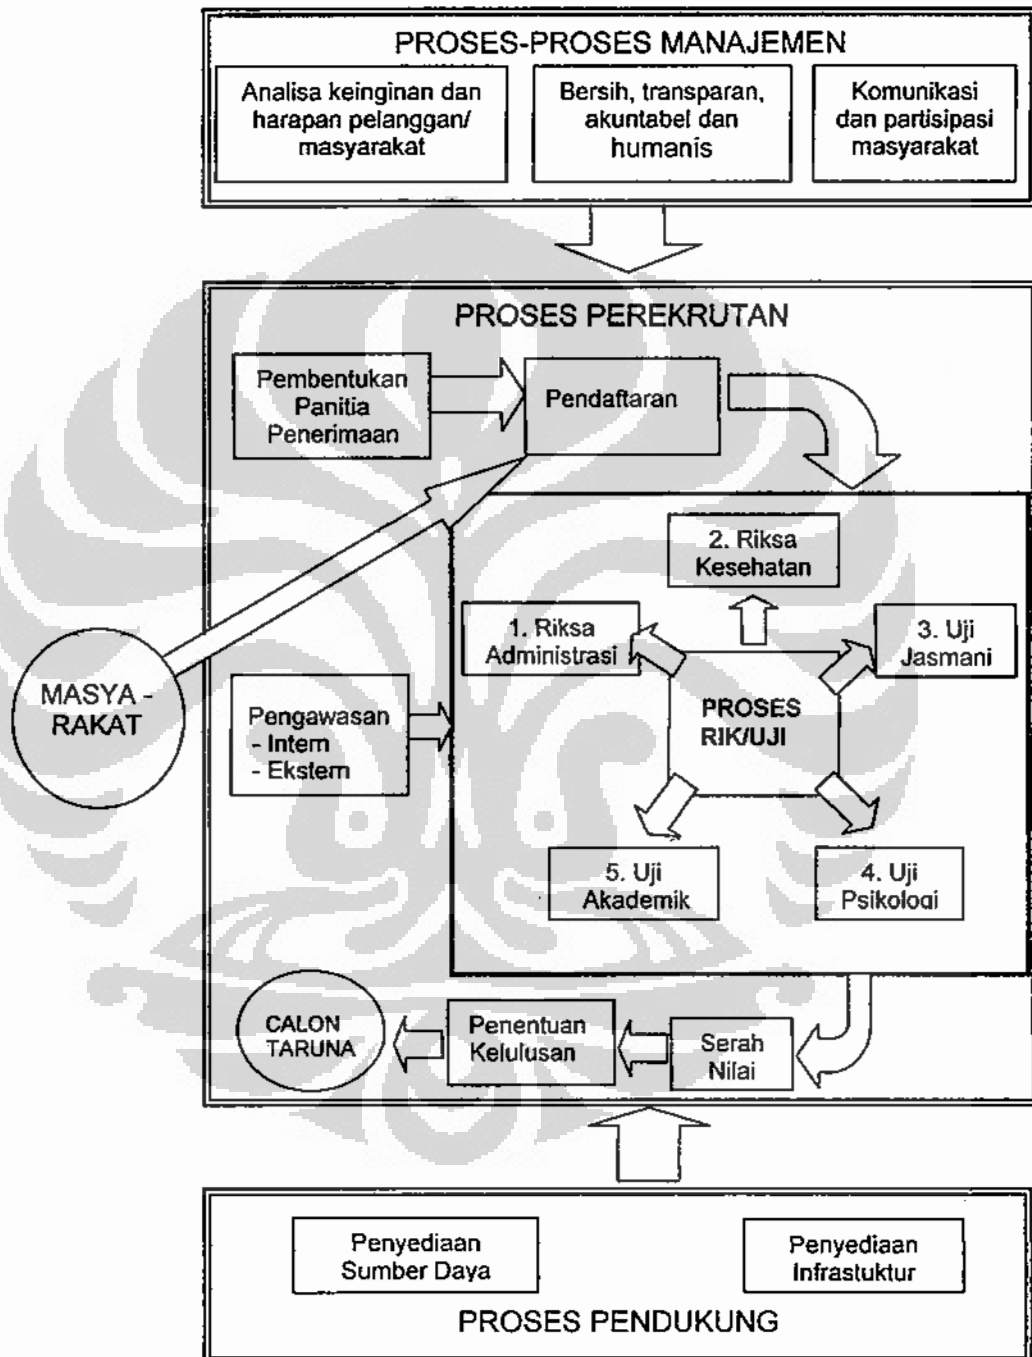 PROSES-PROSES MANAJEMEN
Analisa keinginan dan
harapan pelanggan/
masyarakat
Bersih, transparan,
akuntabel dan
humanis
Komunikasi
dan partisipasi
masyarakat
PROSES PEREKRUTAN
Pembentukan
Panitia
Penerimaan
Pendaftaran
2. Riksa
Kesehatan
1. Riksa
Administrasi
3. Uji
Jasmani
MASYA -
RAKAT
Pengawasan
- Intern
- Ekstern
PROSES
RIK/UJI
5. Uji
Akademik
4. Uji
Psikologi
CALON
TARUNA
Penentuan
Kelulusan
Serah
Nilai
Penyediaan
Sumber Daya
Penyediaan
Infrastuktur
PROSES PENDUKUNG